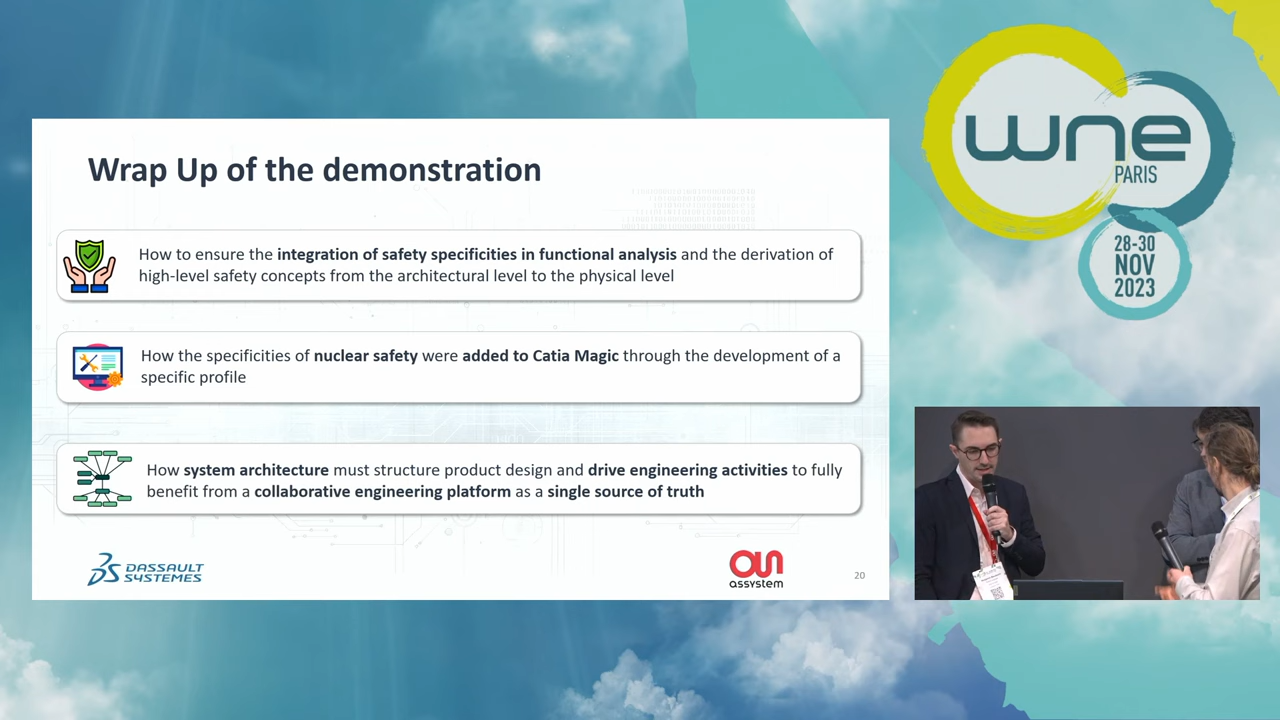 Wrap Up of the demonstration
How to ensure the integration of safety specificities in functional analysis and the derivation of
high-level safety concepts from the architectural level to the physical level
How the specificities of nuclear safety were added to Catia Magic through the development of a
specific profile
How system architecture must structure product design and drive engineering activities to fully
benefit from a collaborative engineering platform as a single source of truth
DASSAULT
SYSTEMES
assystem
20
wne
PARIS
28-30
NOV
2023